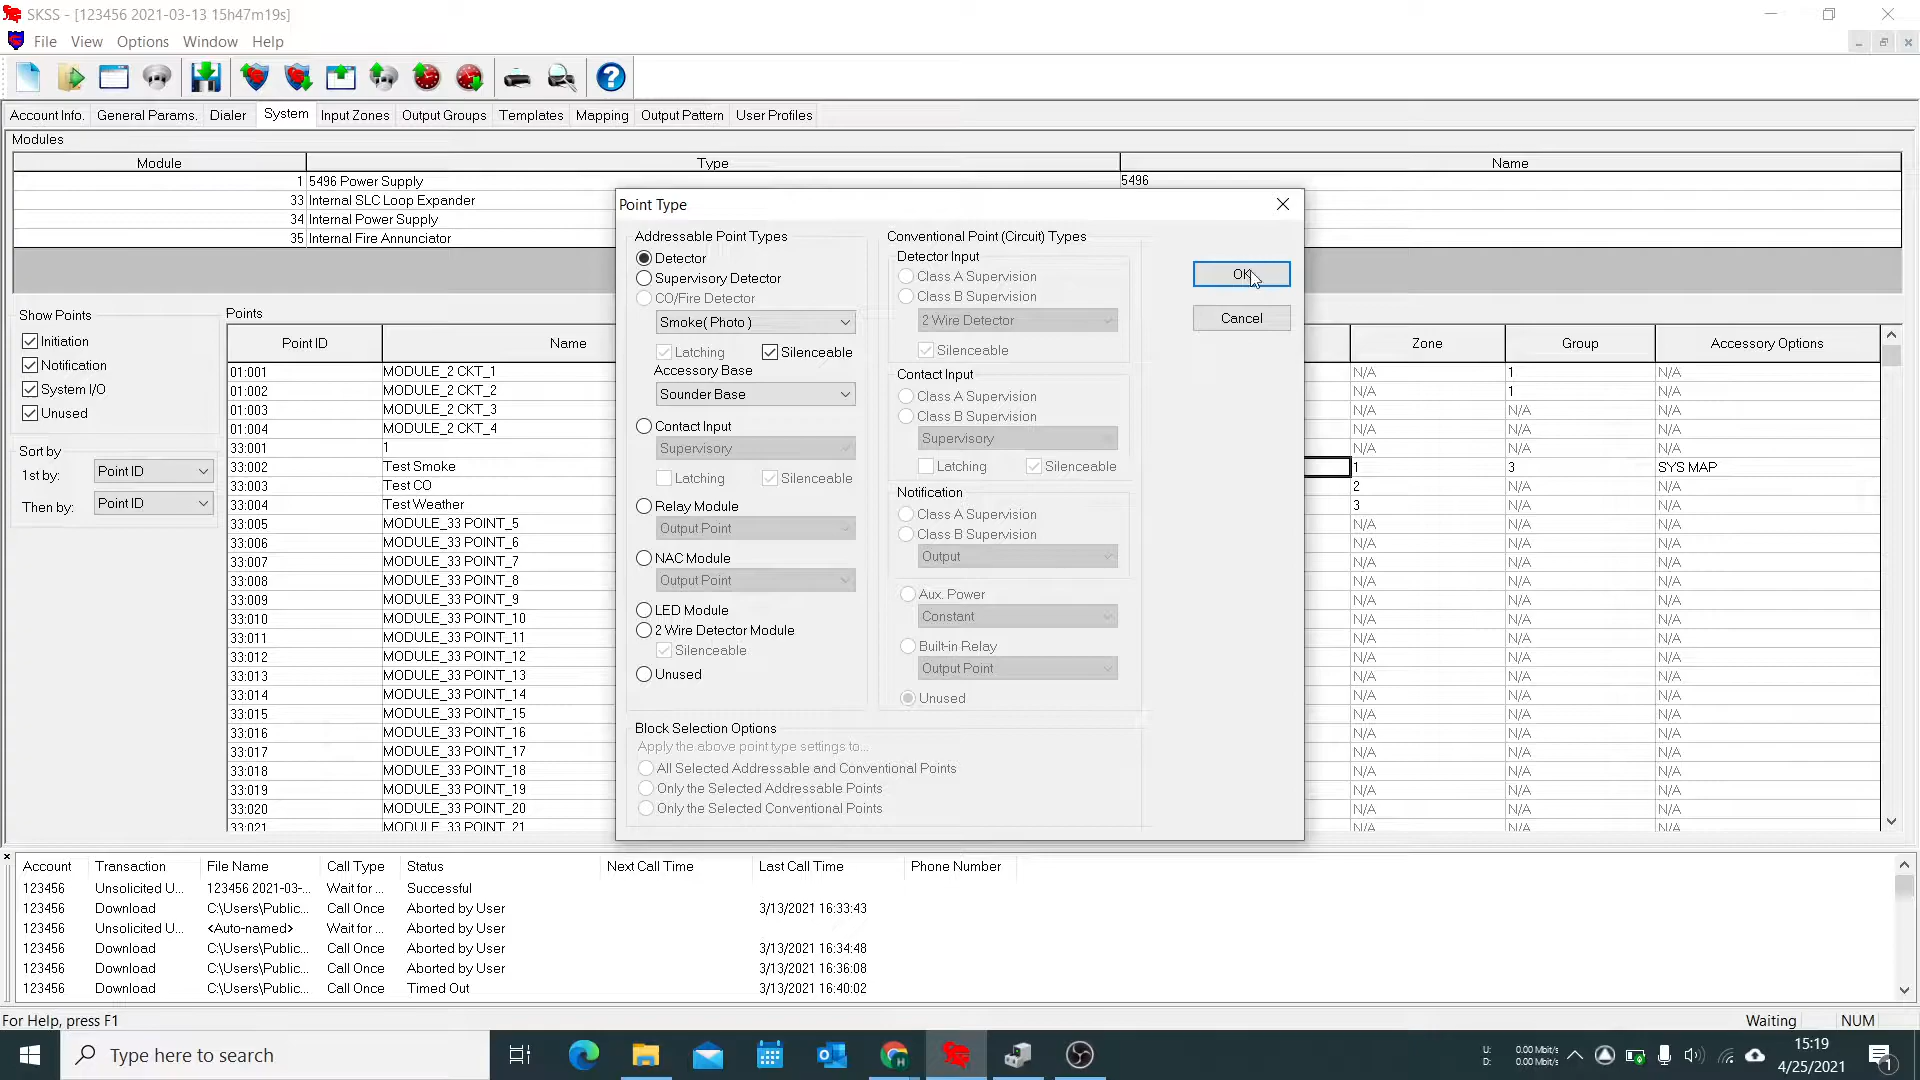 SKSS - [123456 2021-03-13 15h47m19s]
File View Options Window Help
Account Info. General Params. Dialer System Input Zones Output Groups Templates Mapping Output Pattern User Profiles
Modules
Module Type Name
1 5496 Power Supply 5496
33 Internal SLC Loop Expander
34 Internal Power Supply
35 Internal Fire Annunciator
Show Points
Initiation
Notification
System I/O
Unused
Sort by
1st by: Point ID
Then by: Point ID
Points
Point ID Name Zone Group Accessory Options
01:001 MODULE_2 CKT_1 N/A 1 N/A
01:002 MODULE_2 CKT_2 N/A 1 N/A
01:003 MODULE_2 CKT_3 N/A N/A N/A
01:004 MODULE_2 CKT_4 N/A N/A N/A
33:001 1 N/A N/A N/A
33:002 Test Smoke 1 3 SYS MAP
33:003 Test CO 2 N/A N/A
33:004 Test Weather 3 N/A N/A
33:005 MODULE_33 POINT_5 N/A N/A N/A
33:006 MODULE_33 POINT_6 N/A N/A N/A
33:007 MODULE_33 POINT_7 N/A N/A N/A
33:008 MODULE_33 POINT_8 N/A N/A N/A
33:009 MODULE_33 POINT_9 N/A N/A N/A
33:010 MODULE_33 POINT_10 N/A N/A N/A
33:011 MODULE_33 POINT_11 N/A N/A N/A
33:012 MODULE_33 POINT_12 N/A N/A N/A
33:013 MODULE_33 POINT_13 N/A N/A N/A
33:014 MODULE_33 POINT_14 N/A N/A N/A
33:015 MODULE_33 POINT_15 N/A N/A N/A
33:016 MODULE_33 POINT_16 N/A N/A N/A
33:017 MODULE_33 POINT_17 N/A N/A N/A
33:018 MODULE_33 POINT_18 N/A N/A N/A
33:019 MODULE_33 POINT_19 N/A N/A N/A
33:020 MODULE_33 POINT_20 N/A N/A N/A
33:021 MODULE_33 POINT_21 N/A N/A N/A
Point Type
Addressable Point Types
Detector
Supervisory Detector
CO/Fire Detector
Smoke( Photo )
Latching Silenceable
Accessory Base
Sounder Base
Contact Input
Supervisory
Latching Silenceable
Relay Module
Output Point
NAC Module
Output Point
LED Module
2 Wire Detector Module
Silenceable
Unused
Conventional Point (Circuit) Types
Detector Input
Class A Supervision
Class B Supervision
2 Wire Detector
Silenceable
Contact Input
Class A Supervision
Class B Supervision
Supervisory
Latching Silenceable
Notification
Class A Supervision
Class B Supervision
Output
Aux. Power
Constant
Built-in Relay
Output Point
Unused
OK
Cancel
Block Selection Options
Apply the above point type settings to...
All Selected Addressable and Conventional Points
Only the Selected Addressable Points
Only the Selected Conventional Points
Account Transaction File Name Call Type Status Next Call Time Last Call Time Phone Number
123456 Unsolicited U... 123456 2021-03-... Wait for ... Successful
123456 Download C:\Users\Public... Call Once Aborted by User 3/13/2021 16:33:43
123456 Unsolicited U... <Auto-named> Wait for ... Aborted by User
123456 Download C:\Users\Public... Call Once Aborted by User 3/13/2021 16:34:48
123456 Download C:\Users\Public... Call Once Aborted by User 3/13/2021 16:36:08
123456 Download C:\Users\Public... Call Once Timed Out 3/13/2021 16:40:02
For Help, press F1
Waiting NUM
Type here to search
U: 0.00 Mbit/s
D: 0.00 Mbit/s
15:19
4/25/2021
1